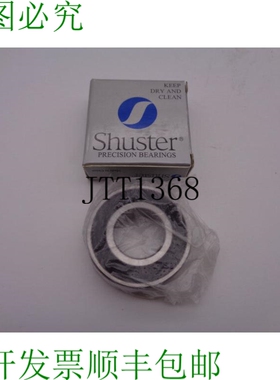 图必究
KEEP
DRY AND
CLEAN
Shuster®
PRECISION BEARINGS
JTT1368
开发票顺丰包邮